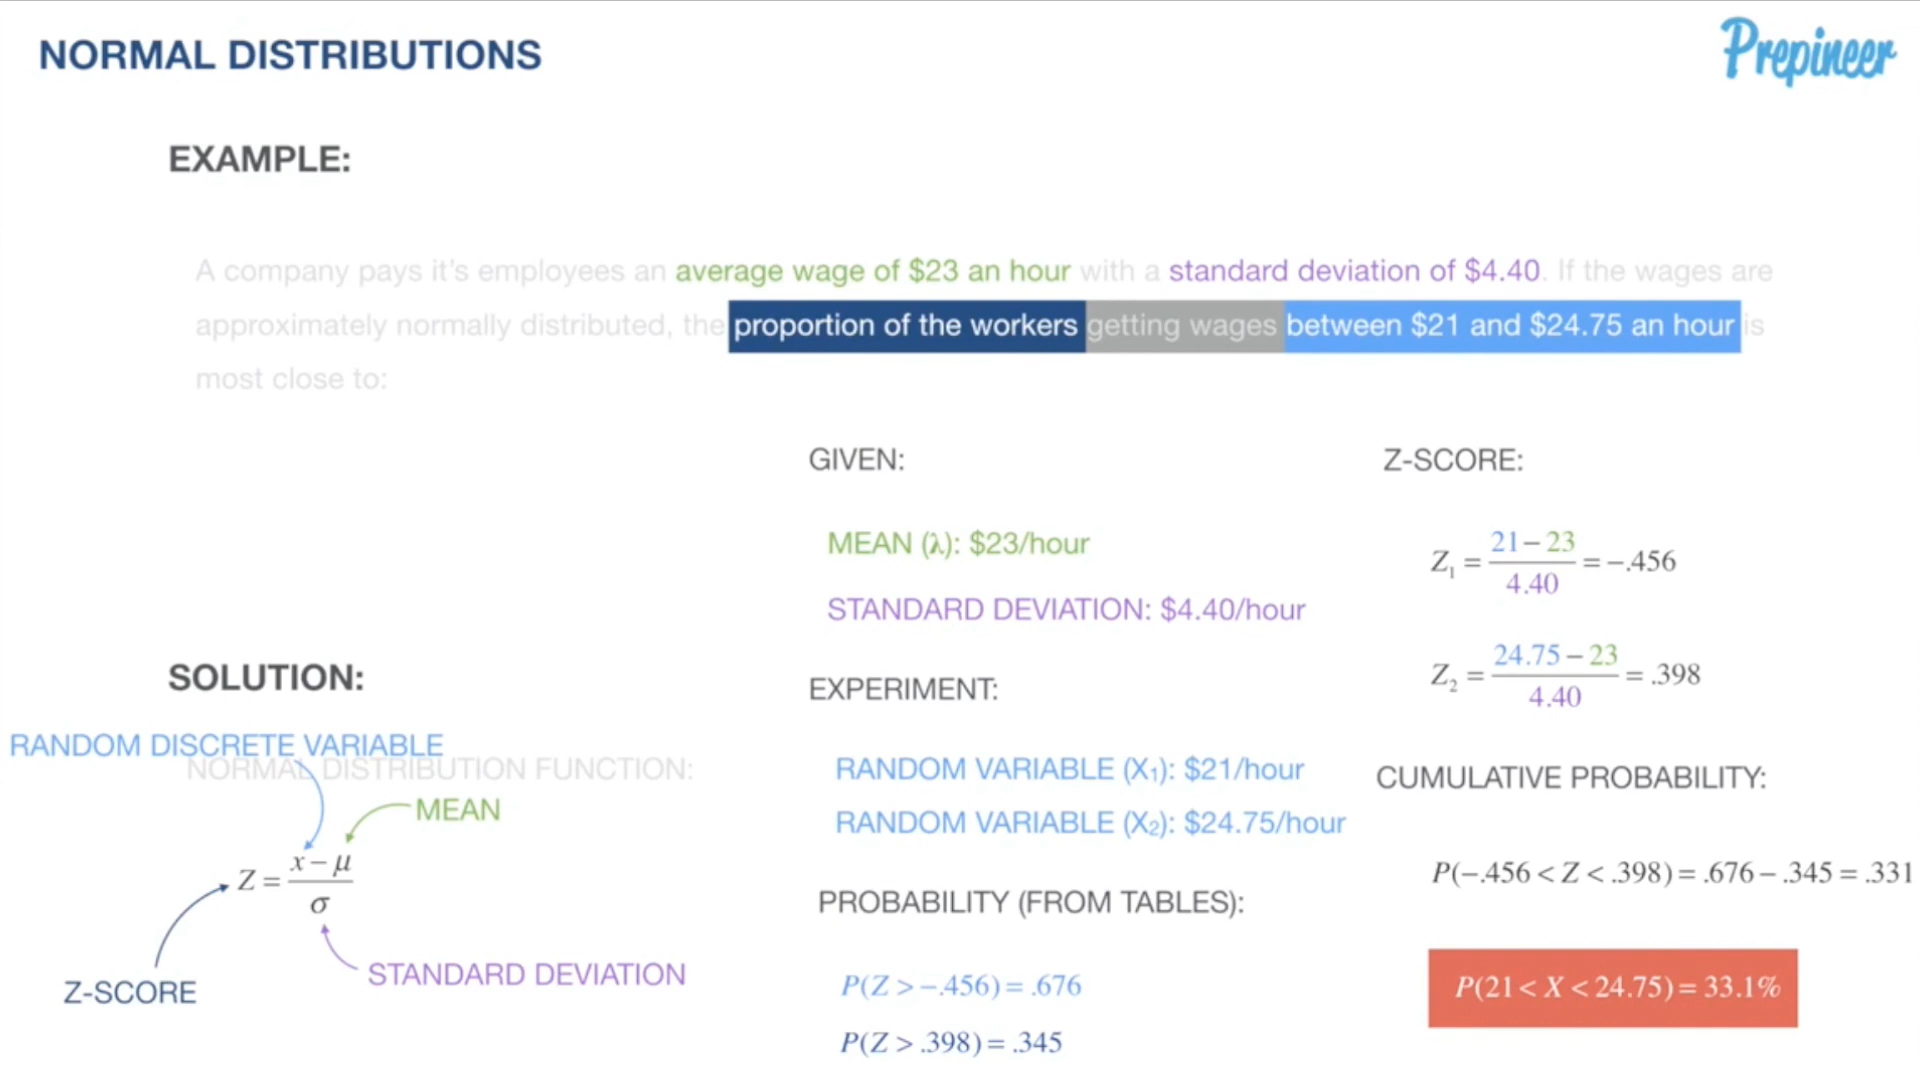 NORMAL DISTRIBUTIONS
Prepineer
EXAMPLE:
A company pays it's employees an average wage of $23 an hour with a standard deviation of $4.40. If the wages are
approximately normally distributed, the proportion of the workers getting wages between $21 and $24.75 an hour is
most close to:
SOLUTION:
RANDOM DISCRETE VARIABLE
NORMAL DISTRIBUTION FUNCTION:
MEAN
Z = (x − μ) / σ
Z-SCORE
STANDARD DEVIATION
GIVEN:
MEAN (λ): $23/hour
STANDARD DEVIATION: $4.40/hour
EXPERIMENT:
RANDOM VARIABLE (X₁): $21/hour
RANDOM VARIABLE (X₂): $24.75/hour
PROBABILITY (FROM TABLES):
P(Z > −.456) = .676
P(Z > .398) = .345
Z-SCORE:
Z₁ = (21 − 23) / 4.40 = −.456
Z₂ = (24.75 − 23) / 4.40 = .398
CUMULATIVE PROBABILITY:
P(−.456 < Z < .398) = .676 − .345 = .331
P(21 < X < 24.75) = 33.1%